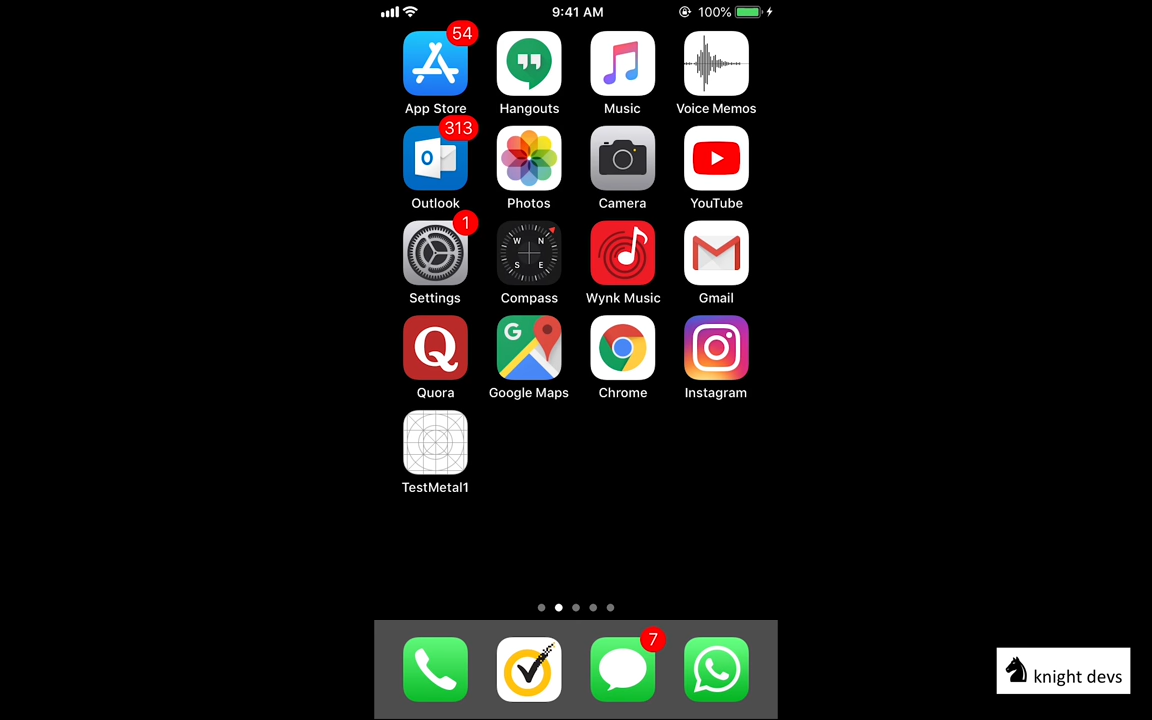 9:41 AM
100%
54
App Store
Hangouts
Music
Voice Memos
313
Outlook
Photos
Camera
YouTube
1
Settings
W N
S E
Compass
Wynk Music
Gmail
Q
Quora
G
Google Maps
Chrome
Instagram
TestMetal1
7
knight devs